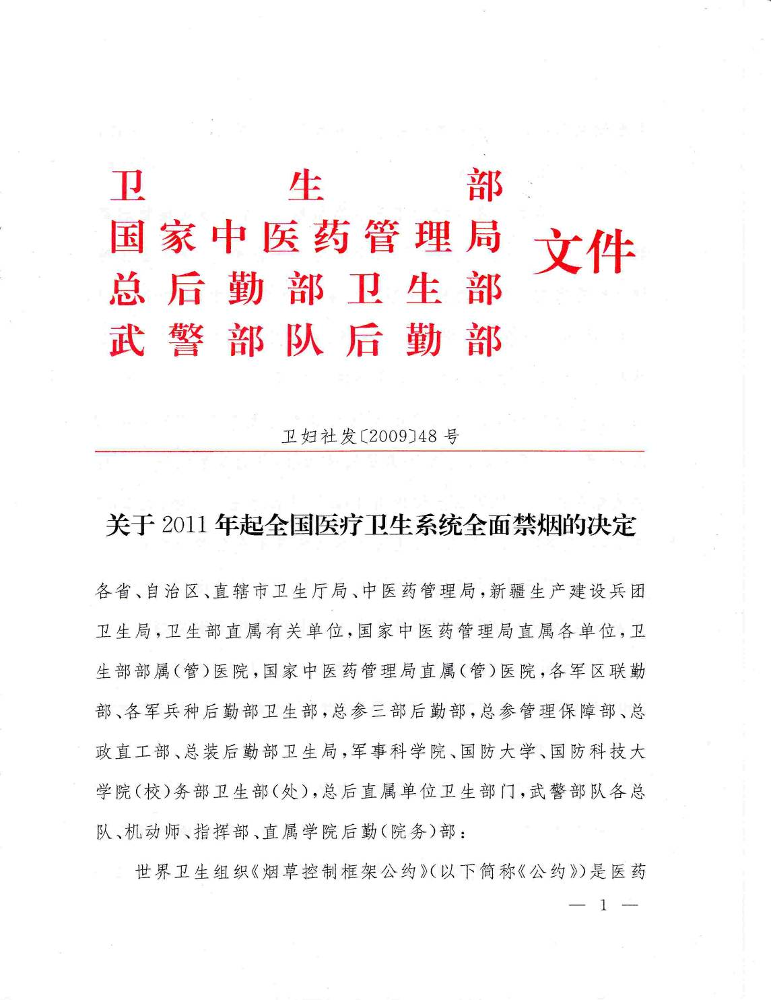 卫生部
国家中医药管理局
总后勤部卫生部
武警部队后勤部
文件
卫妇社发〔2009〕48号
关于2011年起全国医疗卫生系统全面禁烟的决定
各省、自治区、直辖市卫生厅局、中医药管理局,新疆生产建设兵团
卫生局,卫生部直属有关单位,国家中医药管理局直属各单位,卫
生部部属(管)医院,国家中医药管理局直属(管)医院,各军区联勤
部、各军兵种后勤部卫生部,总参三部后勤部,总参管理保障部、总
政直工部、总装后勤部卫生局,军事科学院、国防大学、国防科技大
学院(校)务部卫生部(处),总后直属单位卫生部门,武警部队各总
队、机动师、指挥部、直属学院后勤(院务)部:
世界卫生组织《烟草控制框架公约》(以下简称《公约》)是医药
— 1 —